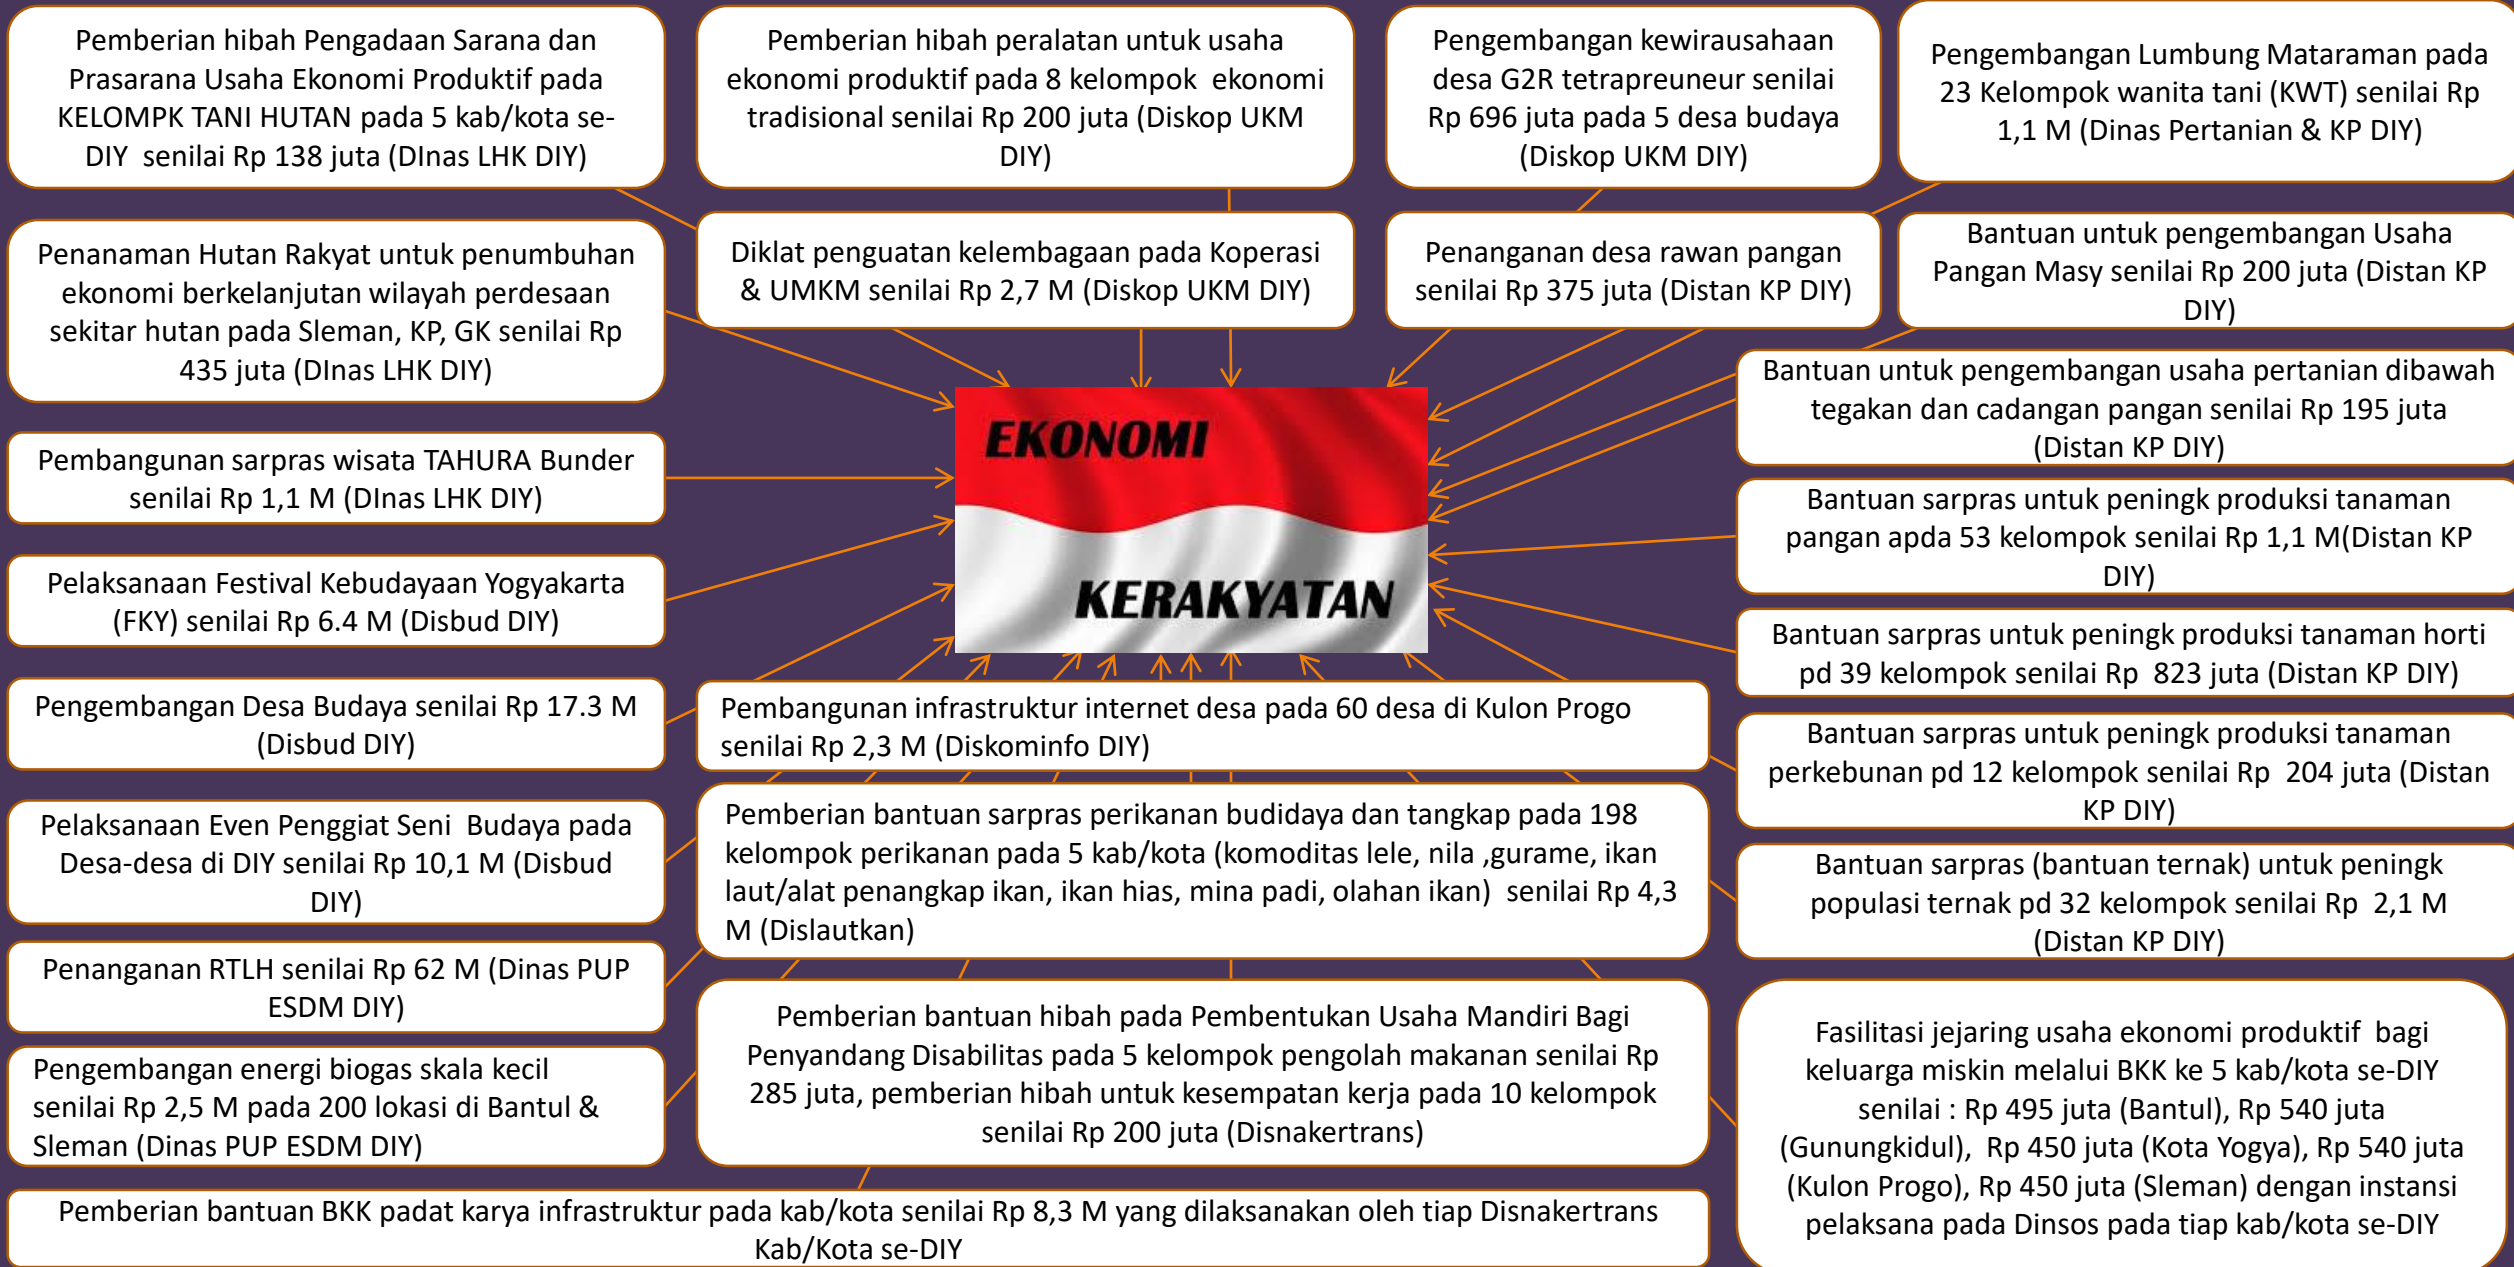 Pemberian hibah Pengadaan Sarana dan
Prasarana Usaha Ekonomi Produktif pada
KELOMPK TANI HUTAN pada 5 kab/kota se-
DIY senilai Rp 138 juta (DInas LHK DIY)
Pemberian hibah peralatan untuk usaha
ekonomi produktif pada 8 kelompok ekonomi
tradisional senilai Rp 200 juta (Diskop UKM
DIY)
Pengembangan kewirausahaan
desa G2R tetrapreuneur senilai
Rp 696 juta pada 5 desa budaya
(Diskop UKM DIY)
Pengembangan Lumbung Mataraman pada
23 Kelompok wanita tani (KWT) senilai Rp
1,1 M (Dinas Pertanian & KP DIY)
Penanaman Hutan Rakyat untuk penumbuhan
ekonomi berkelanjutan wilayah perdesaan
sekitar hutan pada Sleman, KP, GK senilai Rp
435 juta (DInas LHK DIY)
Diklat penguatan kelembagaan pada Koperasi
& UMKM senilai Rp 2,7 M (Diskop UKM DIY)
Penanganan desa rawan pangan
senilai Rp 375 juta (Distan KP DIY)
Bantuan untuk pengembangan Usaha
Pangan Masy senilai Rp 200 juta (Distan KP
DIY)
Bantuan untuk pengembangan usaha pertanian dibawah
tegakan dan cadangan pangan senilai Rp 195 juta
(Distan KP DIY)
EKONOMI
KERAKYATAN
Pembangunan sarpras wisata TAHURA Bunder
senilai Rp 1,1 M (DInas LHK DIY)
Bantuan sarpras untuk peningk produksi tanaman
pangan apda 53 kelompok senilai Rp 1,1 M(Distan KP
DIY)
Pelaksanaan Festival Kebudayaan Yogyakarta
(FKY) senilai Rp 6.4 M (Disbud DIY)
Bantuan sarpras untuk peningk produksi tanaman horti
pd 39 kelompok senilai Rp 823 juta (Distan KP DIY)
Pengembangan Desa Budaya senilai Rp 17.3 M
(Disbud DIY)
Pembangunan infrastruktur internet desa pada 60 desa di Kulon Progo
senilai Rp 2,3 M (Diskominfo DIY)
Bantuan sarpras untuk peningk produksi tanaman
perkebunan pd 12 kelompok senilai Rp 204 juta (Distan
KP DIY)
Pelaksanaan Even Penggiat Seni Budaya pada
Desa-desa di DIY senilai Rp 10,1 M (Disbud
DIY)
Pemberian bantuan sarpras perikanan budidaya dan tangkap pada 198
kelompok perikanan pada 5 kab/kota (komoditas lele, nila ,gurame, ikan
laut/alat penangkap ikan, ikan hias, mina padi, olahan ikan) senilai Rp 4,3
M (Dislautkan)
Bantuan sarpras (bantuan ternak) untuk peningk
populasi ternak pd 32 kelompok senilai Rp 2,1 M
(Distan KP DIY)
Penanganan RTLH senilai Rp 62 M (Dinas PUP
ESDM DIY)
Pemberian bantuan hibah pada Pembentukan Usaha Mandiri Bagi
Penyandang Disabilitas pada 5 kelompok pengolah makanan senilai Rp
285 juta, pemberian hibah untuk kesempatan kerja pada 10 kelompok
senilai Rp 200 juta (Disnakertrans)
Pengembangan energi biogas skala kecil
senilai Rp 2,5 M pada 200 lokasi di Bantul &
Sleman (Dinas PUP ESDM DIY)
Fasilitasi jejaring usaha ekonomi produktif bagi
keluarga miskin melalui BKK ke 5 kab/kota se-DIY
senilai : Rp 495 juta (Bantul), Rp 540 juta
(Gunungkidul), Rp 450 juta (Kota Yogya), Rp 540 juta
(Kulon Progo), Rp 450 juta (Sleman) dengan instansi
pelaksana pada Dinsos pada tiap kab/kota se-DIY
Pemberian bantuan BKK padat karya infrastruktur pada kab/kota senilai Rp 8,3 M yang dilaksanakan oleh tiap Disnakertrans
Kab/Kota se-DIY